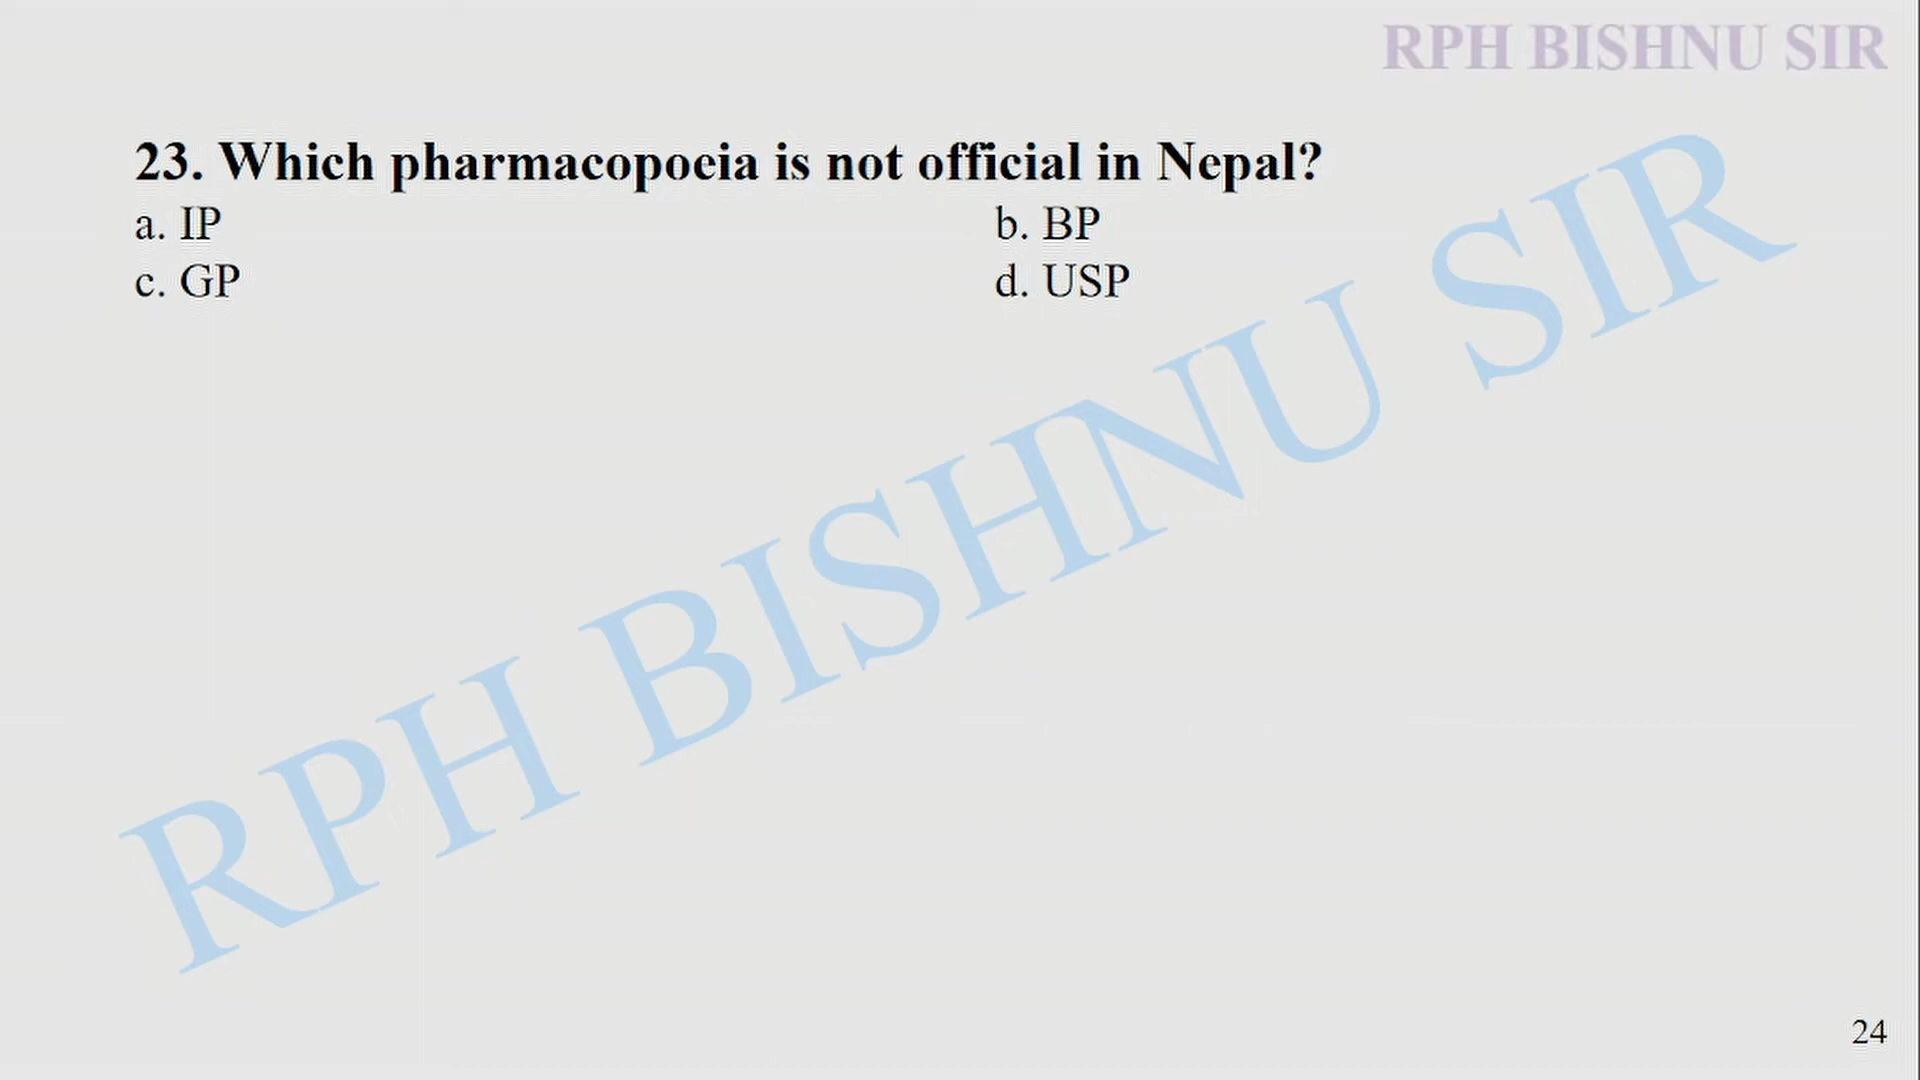 RPH BISHNU SIR
23. Which pharmacopoeia is not official in Nepal?
a. IP b. BP
c. GP d. USP
RPH BISHNU SIR
24